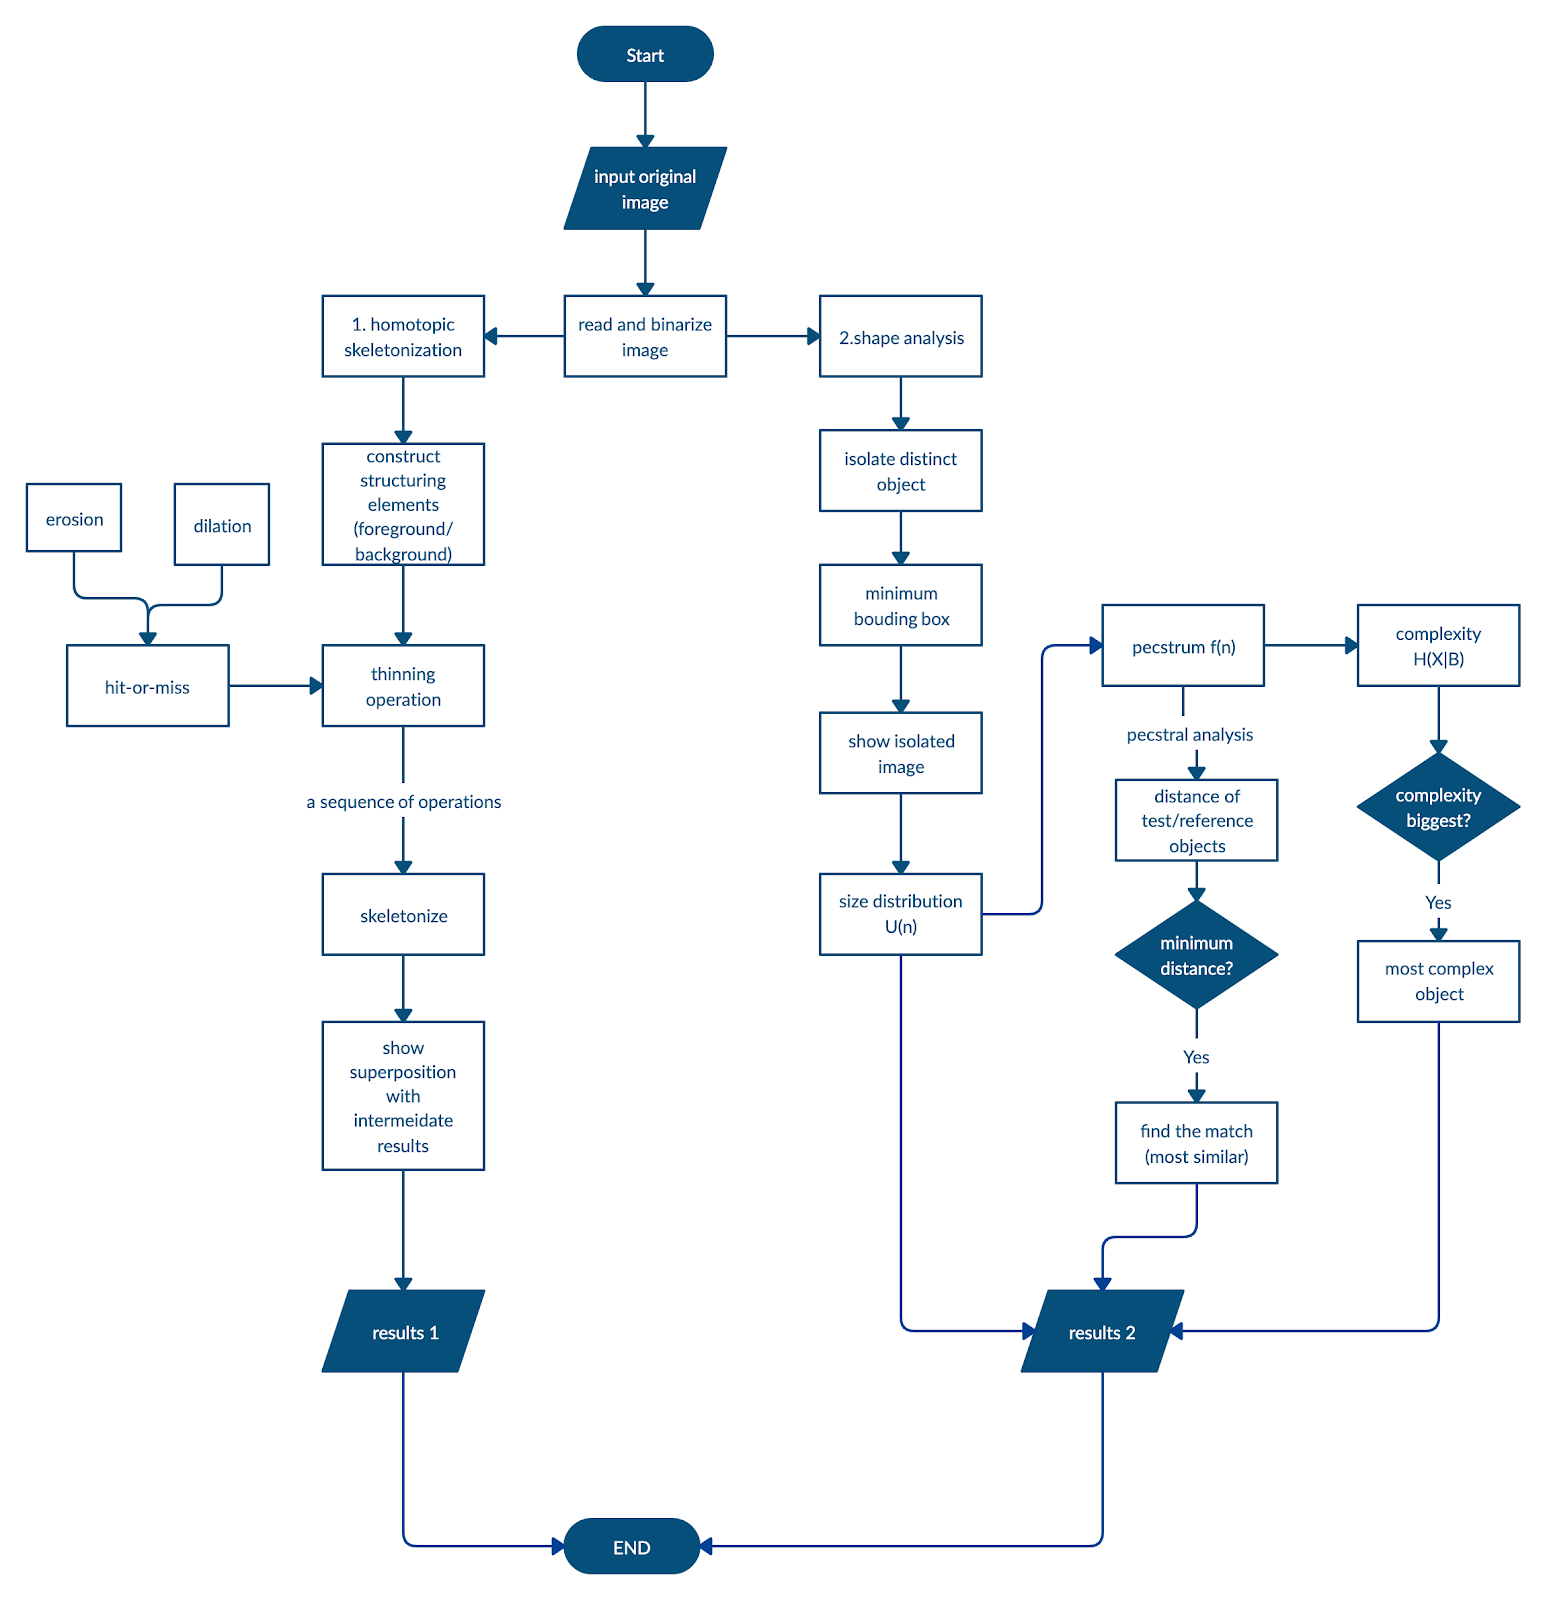 Start
input original
image
1. homotopic
skeletonization
read and binarize
image
2.shape analysis
construct
structuring
elements
(foreground/
background)
isolate distinct
object
erosion
dilation
minimum
bouding box
hit-or-miss
thinning
operation
pecstrum f(n)
complexity
H(X|B)
show isolated
image
pecstral analysis
a sequence of operations
distance of
test/reference
objects
complexity
biggest?
skeletonize
size distribution
U(n)
Yes
minimum
distance?
most complex
object
show
superposition
with
intermeidate
results
Yes
find the match
(most similar)
results 1
results 2
END